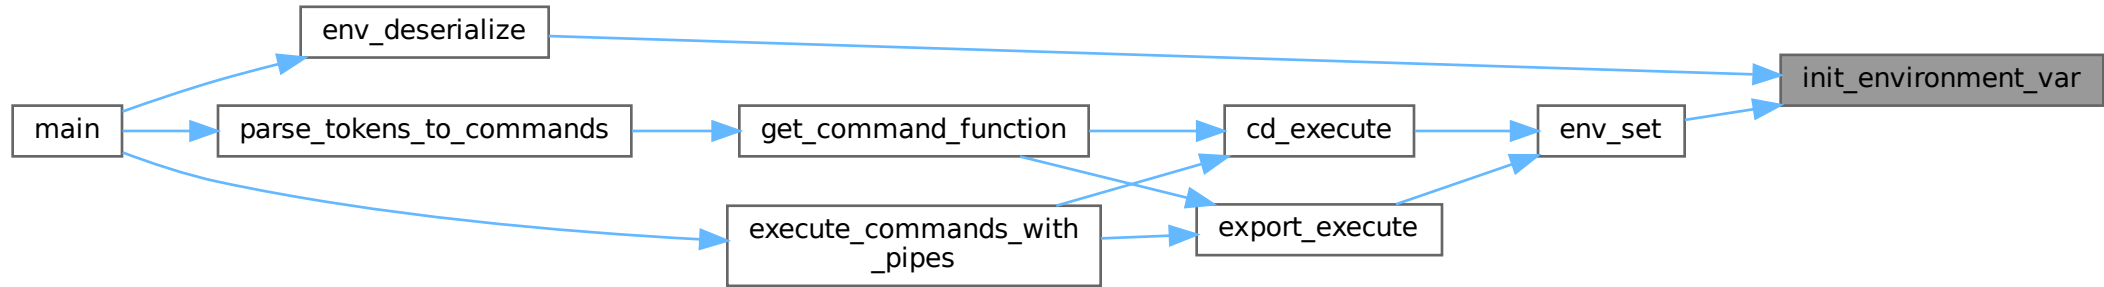 env_deserialize
init_environment_var
main
parse_tokens_to_commands
get_command_function
cd_execute
env_set
execute_commands_with
_pipes
export_execute